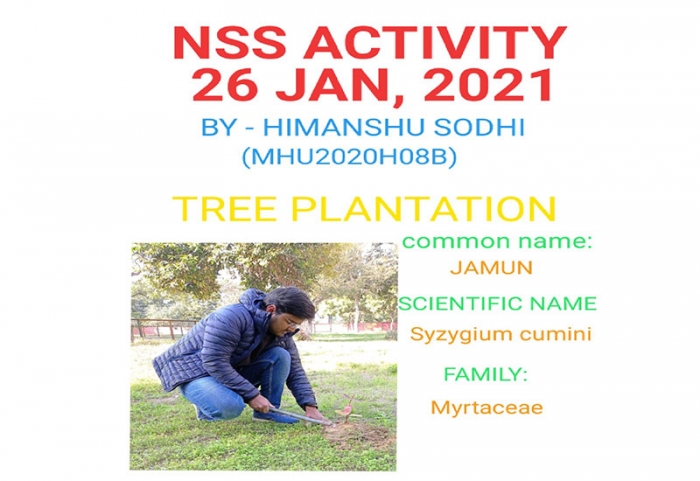 NSS ACTIVITY
26 JAN, 2021
BY - HIMANSHU SODHI
(MHU2020H08B)
TREE PLANTATION
common name:
JAMUN
SCIENTIFIC NAME
Syzygium cumini
FAMILY:
Myrtaceae